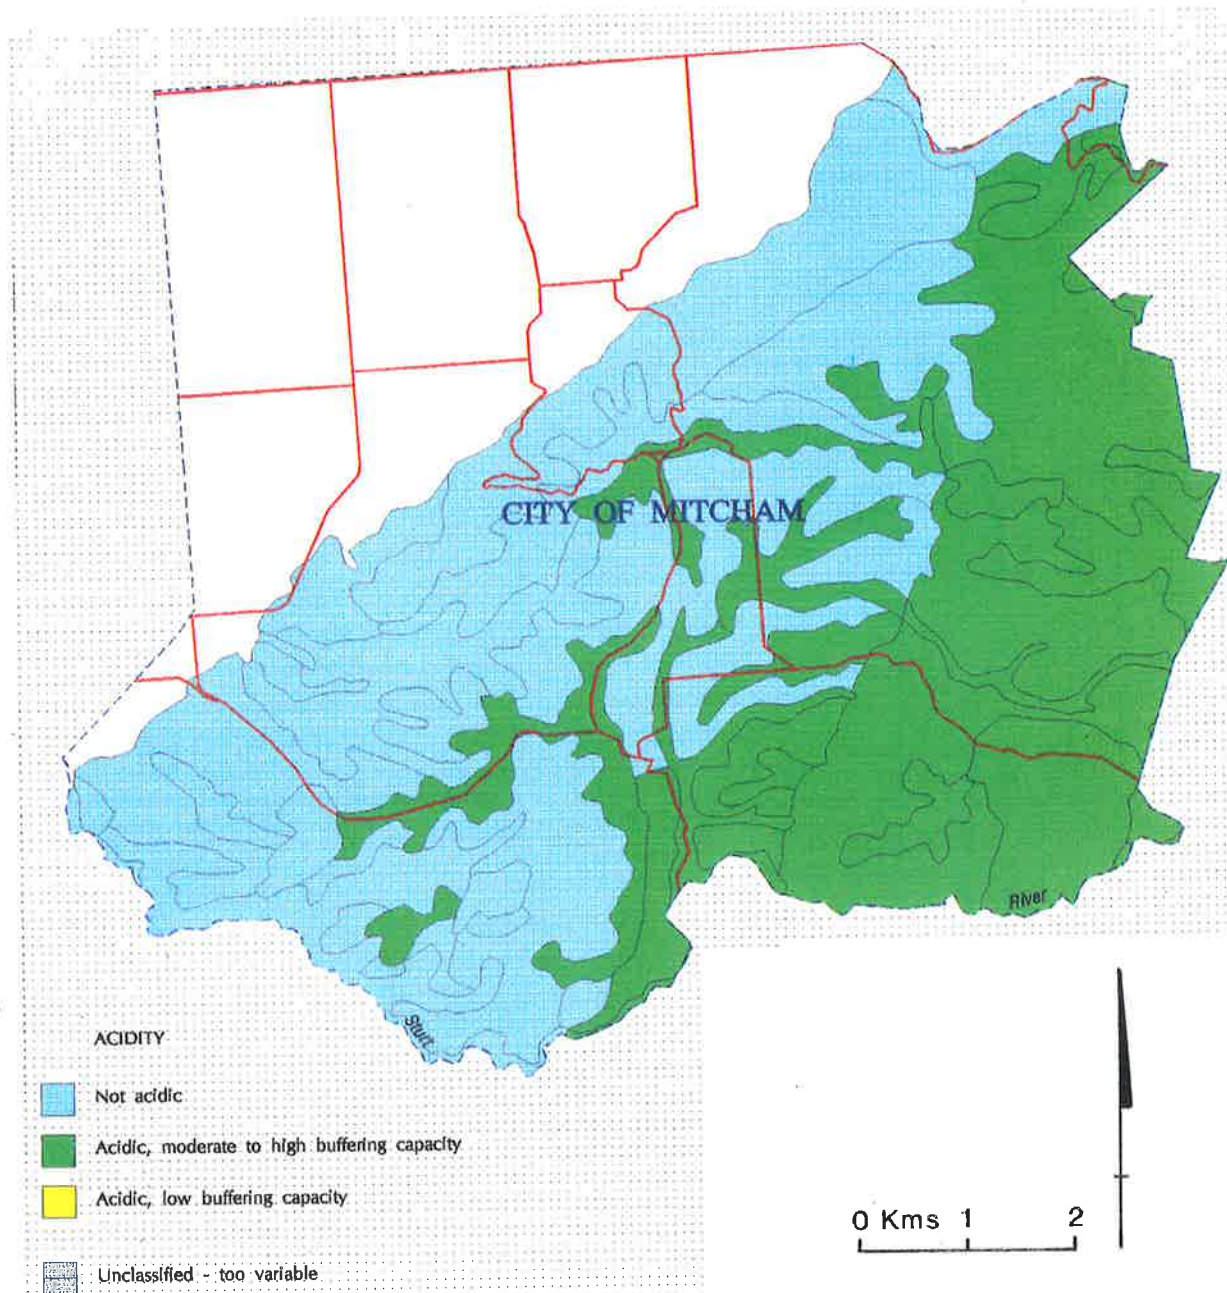 CITY OF MITCHAM
River
Sturt
ACIDITY
Not acidic
Acidic, moderate to high buffering capacity
Acidic, low buffering capacity
Unclassified - too variable
0 Kms 1 2